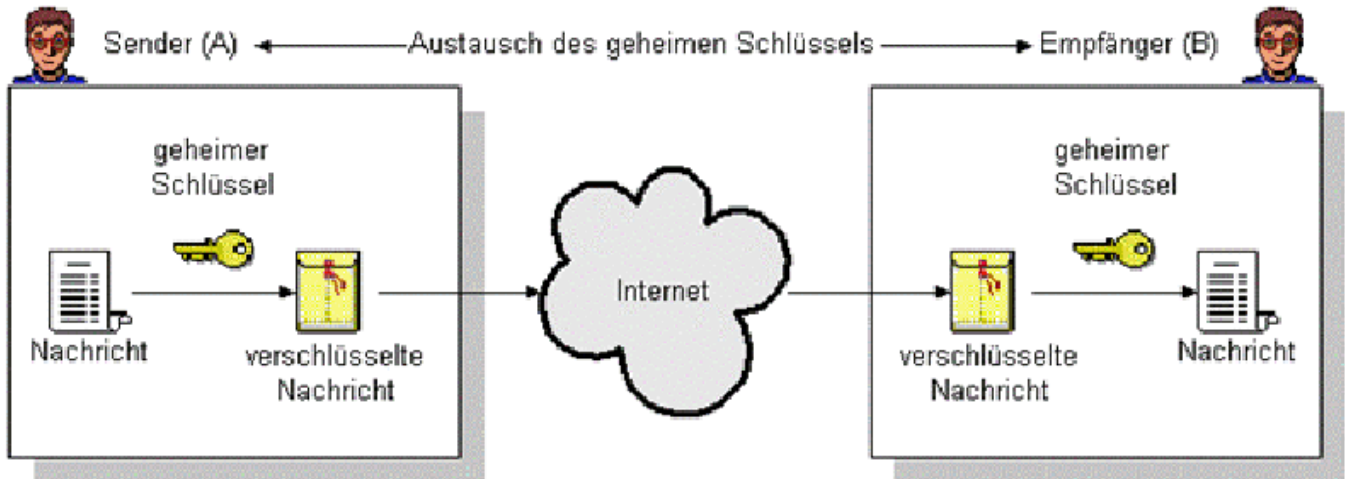 Sender (A)
Austausch des geheimen Schlüssels
Empfänger (B)
geheimer
Schlüssel
Nachricht
verschlüsselte
Nachricht
Internet
geheimer
Schlüssel
verschlüsselte
Nachricht
Nachricht